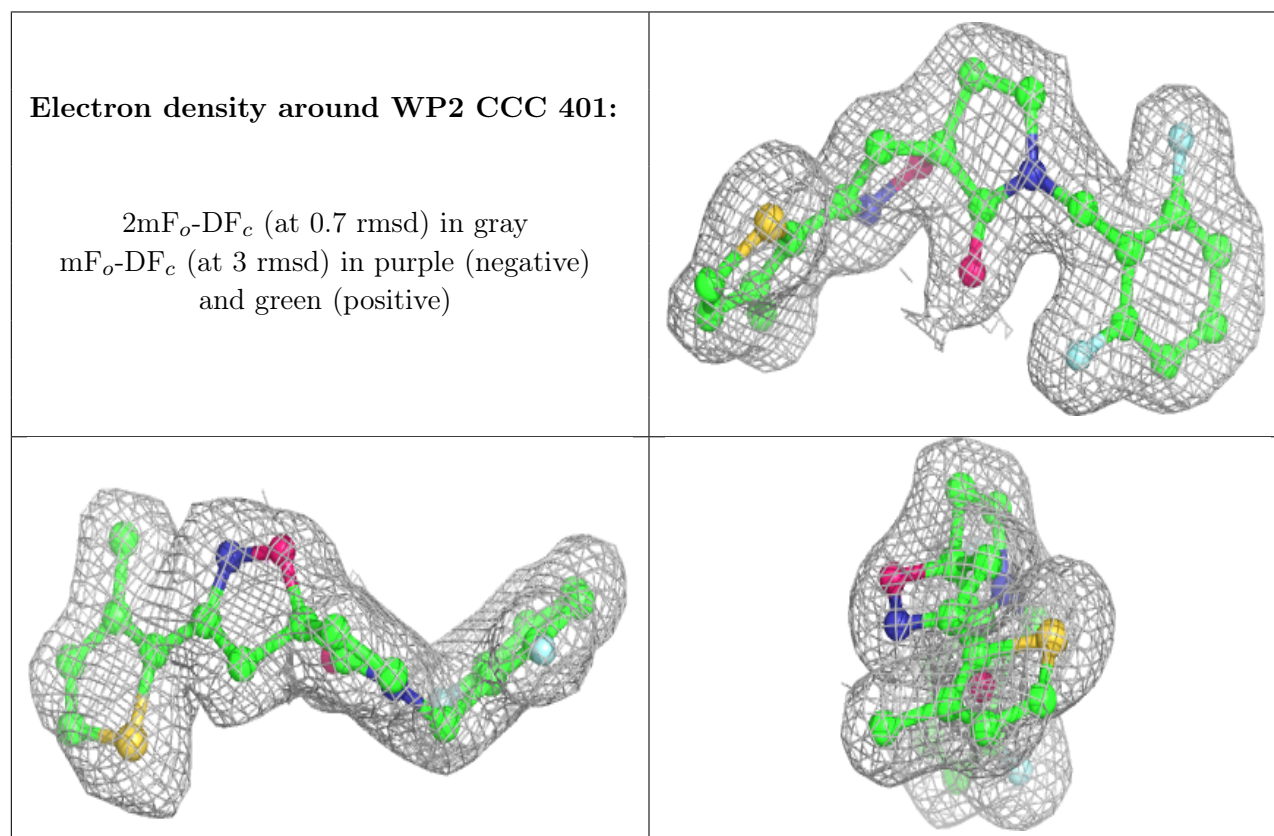 Electron density around WP2 CCC 401:
2mFo-DFc (at 0.7 rmsd) in gray
mFo-DFc (at 3 rmsd) in purple (negative)
and green (positive)